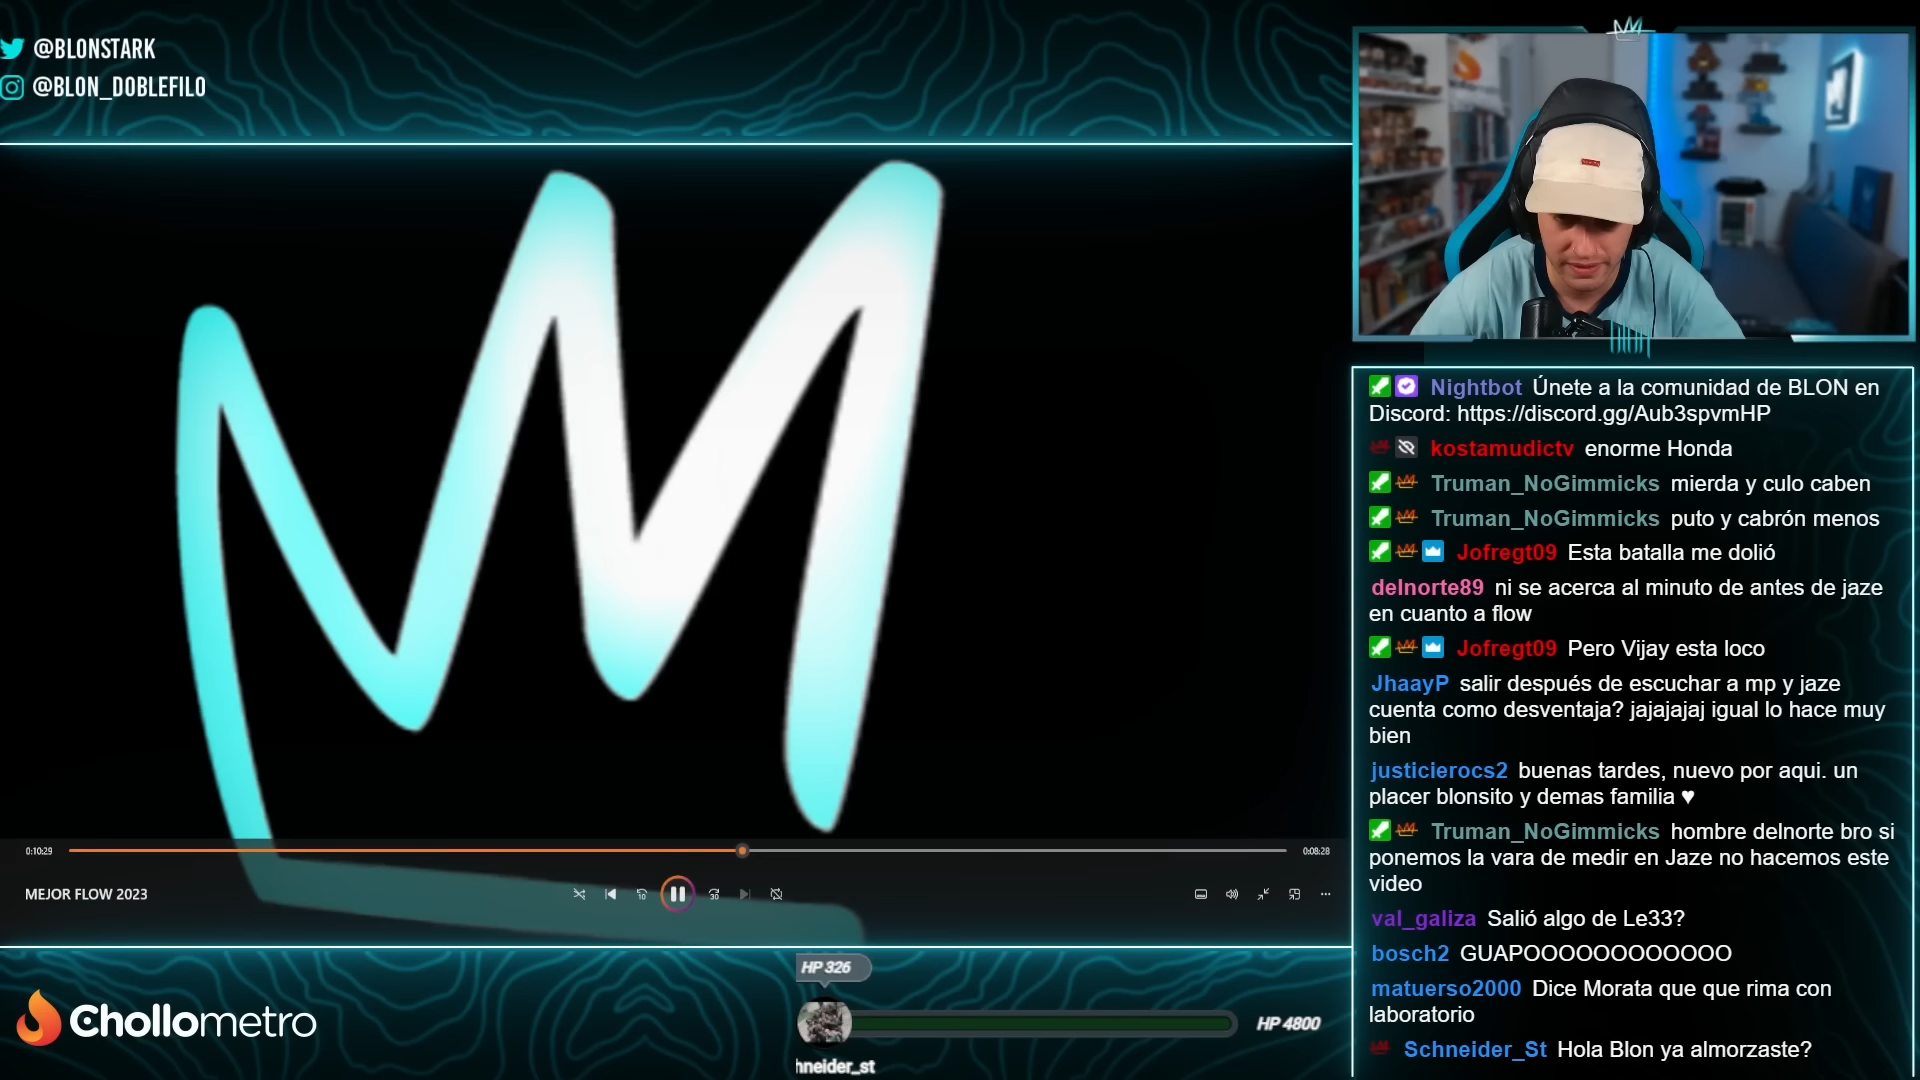 @BLONSTARK
@BLON_DOBLEFILO
Nightbot Únete a la comunidad de BLON en
Discord: https://discord.gg/Aub3spvmHP
kostamudictv enorme Honda
Truman_NoGimmicks mierda y culo caben
Truman_NoGimmicks puto y cabrón menos
Jofregt09 Esta batalla me dolió
delnorte89 ni se acerca al minuto de antes de jaze
en cuanto a flow
Jofregt09 Pero Vijay esta loco
JhaayP salir después de escuchar a mp y jaze
cuenta como desventaja? jajajajaj igual lo hace muy
bien
justicierocs2 buenas tardes, nuevo por aqui. un
placer blonsito y demas familia ♥
Truman_NoGimmicks hombre delnorte bro si
ponemos la vara de medir en Jaze no hacemos este
video
val_galiza Salió algo de Le33?
bosch2 GUAPOOOOOOOOOOOO
matuerso2000 Dice Morata que que rima con
laboratorio
Schneider_St Hola Blon ya almorzaste?
0:10:29
0:08:28
MEJOR FLOW 2023
10
30
HP 326
HP 4800
hneider_st
Chollometro